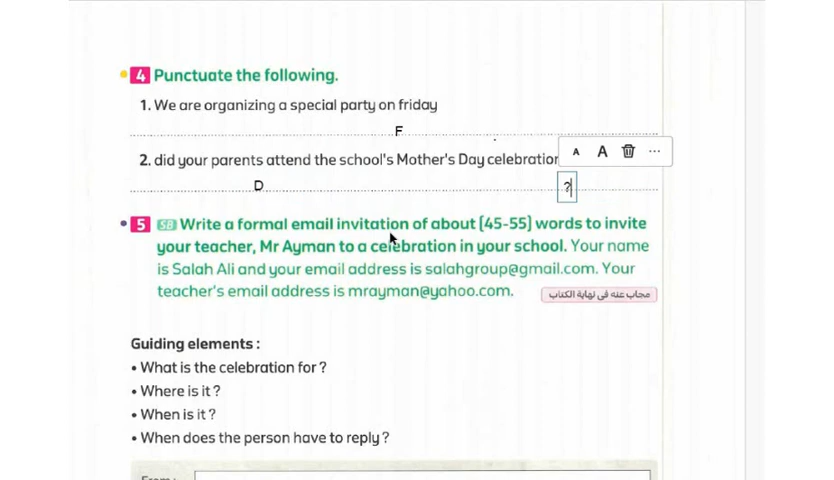 4 Punctuate the following.
1. We are organizing a special party on friday
F
2. did your parents attend the school's Mother's Day celebration
A A ...
D ?
5 SB Write a formal email invitation of about (45-55) words to invite
your teacher, Mr Ayman to a celebration in your school. Your name
is Salah Ali and your email address is salahgroup@gmail.com. Your
teacher's email address is mrayman@yahoo.com.
مجاب عنه فى نهاية الكتاب
Guiding elements :
• What is the celebration for ?
• Where is it ?
• When is it ?
• When does the person have to reply ?
From :